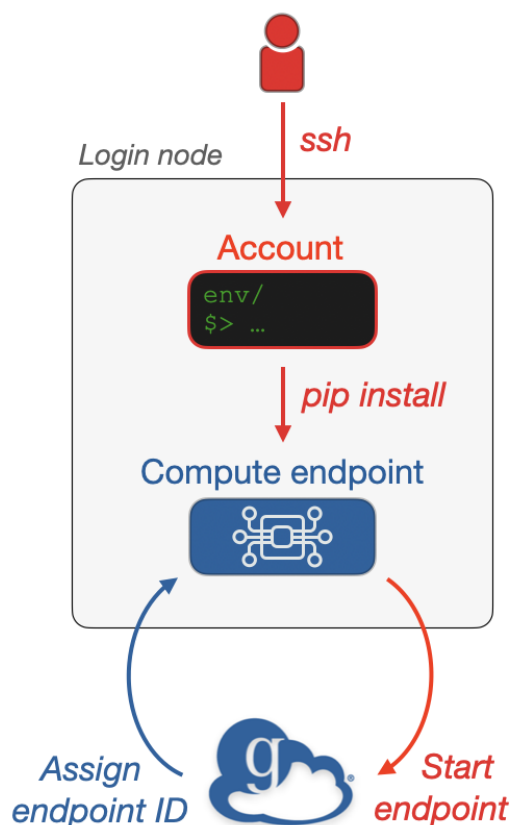 ssh
Login node
Account
env/
$> …
pip install
Compute endpoint
g
®
Assign
endpoint ID
Start
endpoint